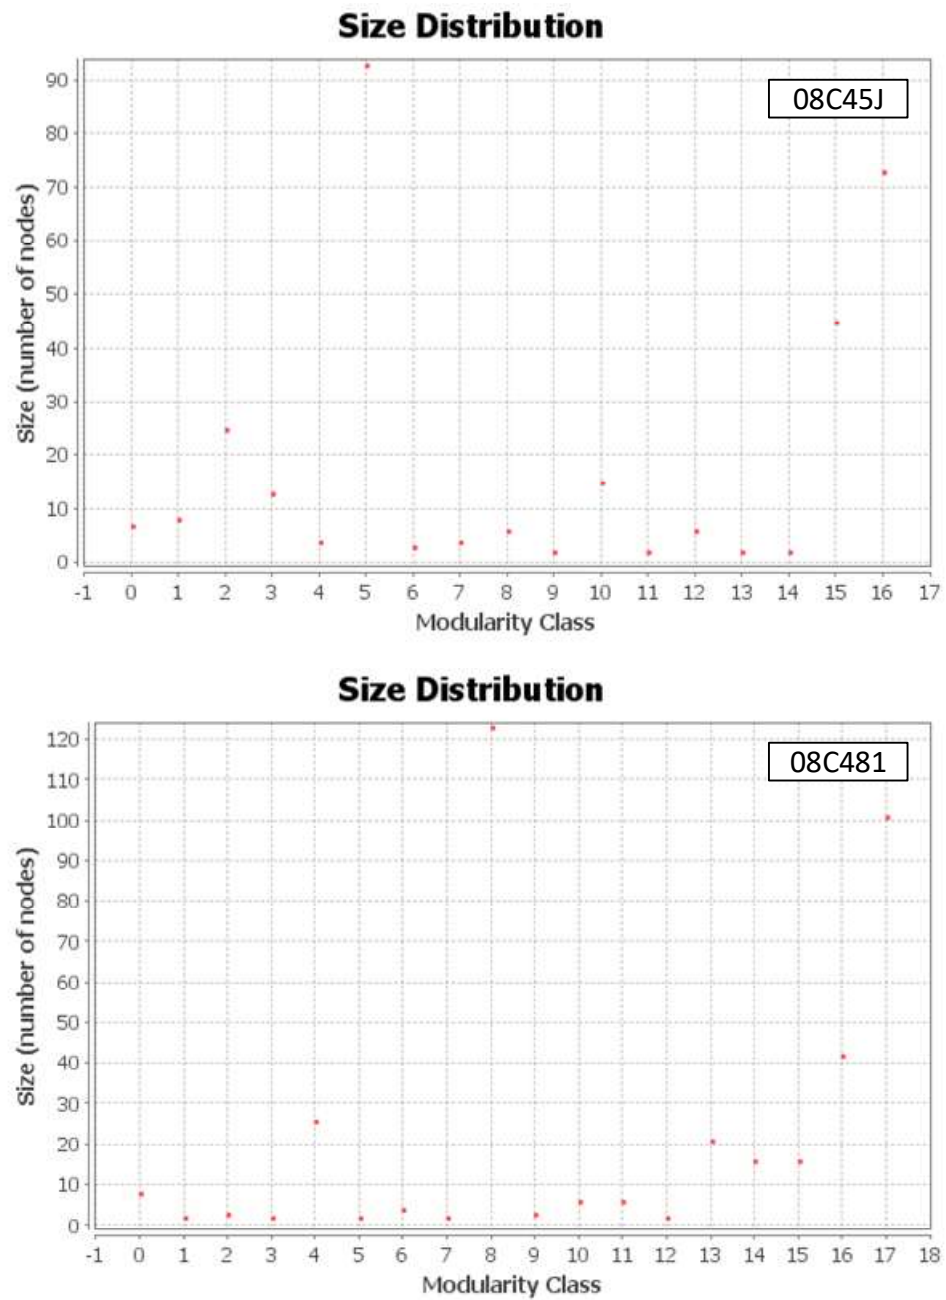 Size Distribution
08C45J
90
80
70
60
50
40
30
20
10
0
Size (number of nodes)
-1 0 1 2 3 4 5 6 7 8 9 10 11 12 13 14 15 16 17
Modularity Class
Size Distribution
08C481
120
110
100
90
80
70
60
50
40
30
20
10
0
Size (number of nodes)
-1 0 1 2 3 4 5 6 7 8 9 10 11 12 13 14 15 16 17 18
Modularity Class